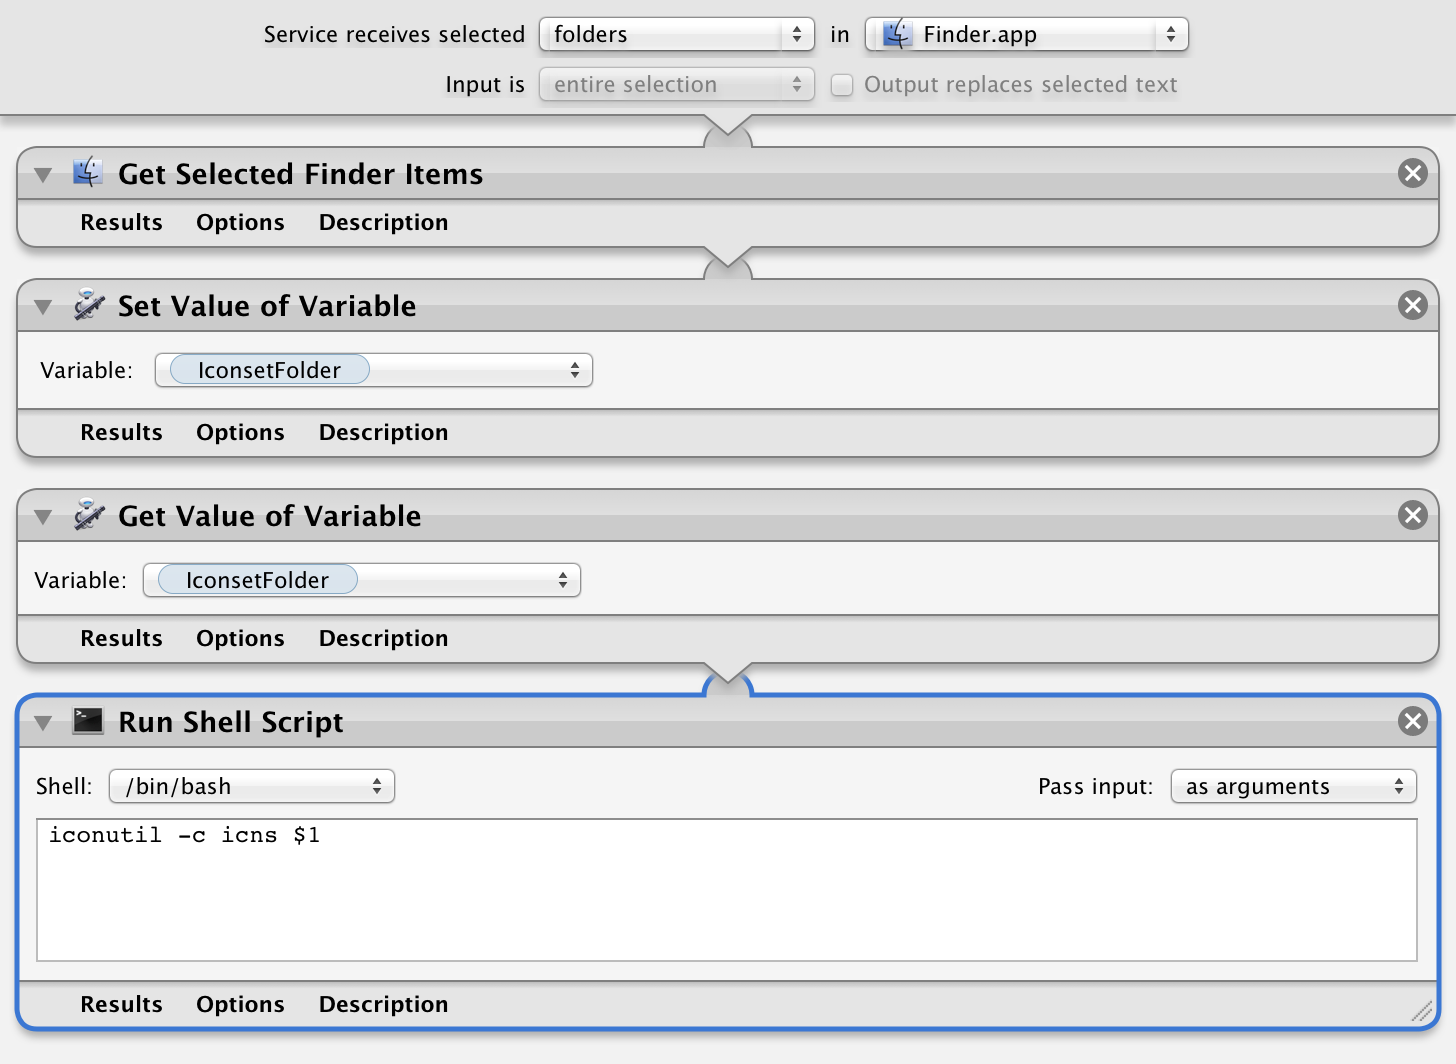 Service receives selected folders in Finder.app
Input is entire selection Output replaces selected text
Get Selected Finder Items
Results Options Description
Set Value of Variable
Variable: IconsetFolder
Results Options Description
Get Value of Variable
Variable: IconsetFolder
Results Options Description
Run Shell Script
Shell: /bin/bash Pass input: as arguments
iconutil -c icns $1
Results Options Description